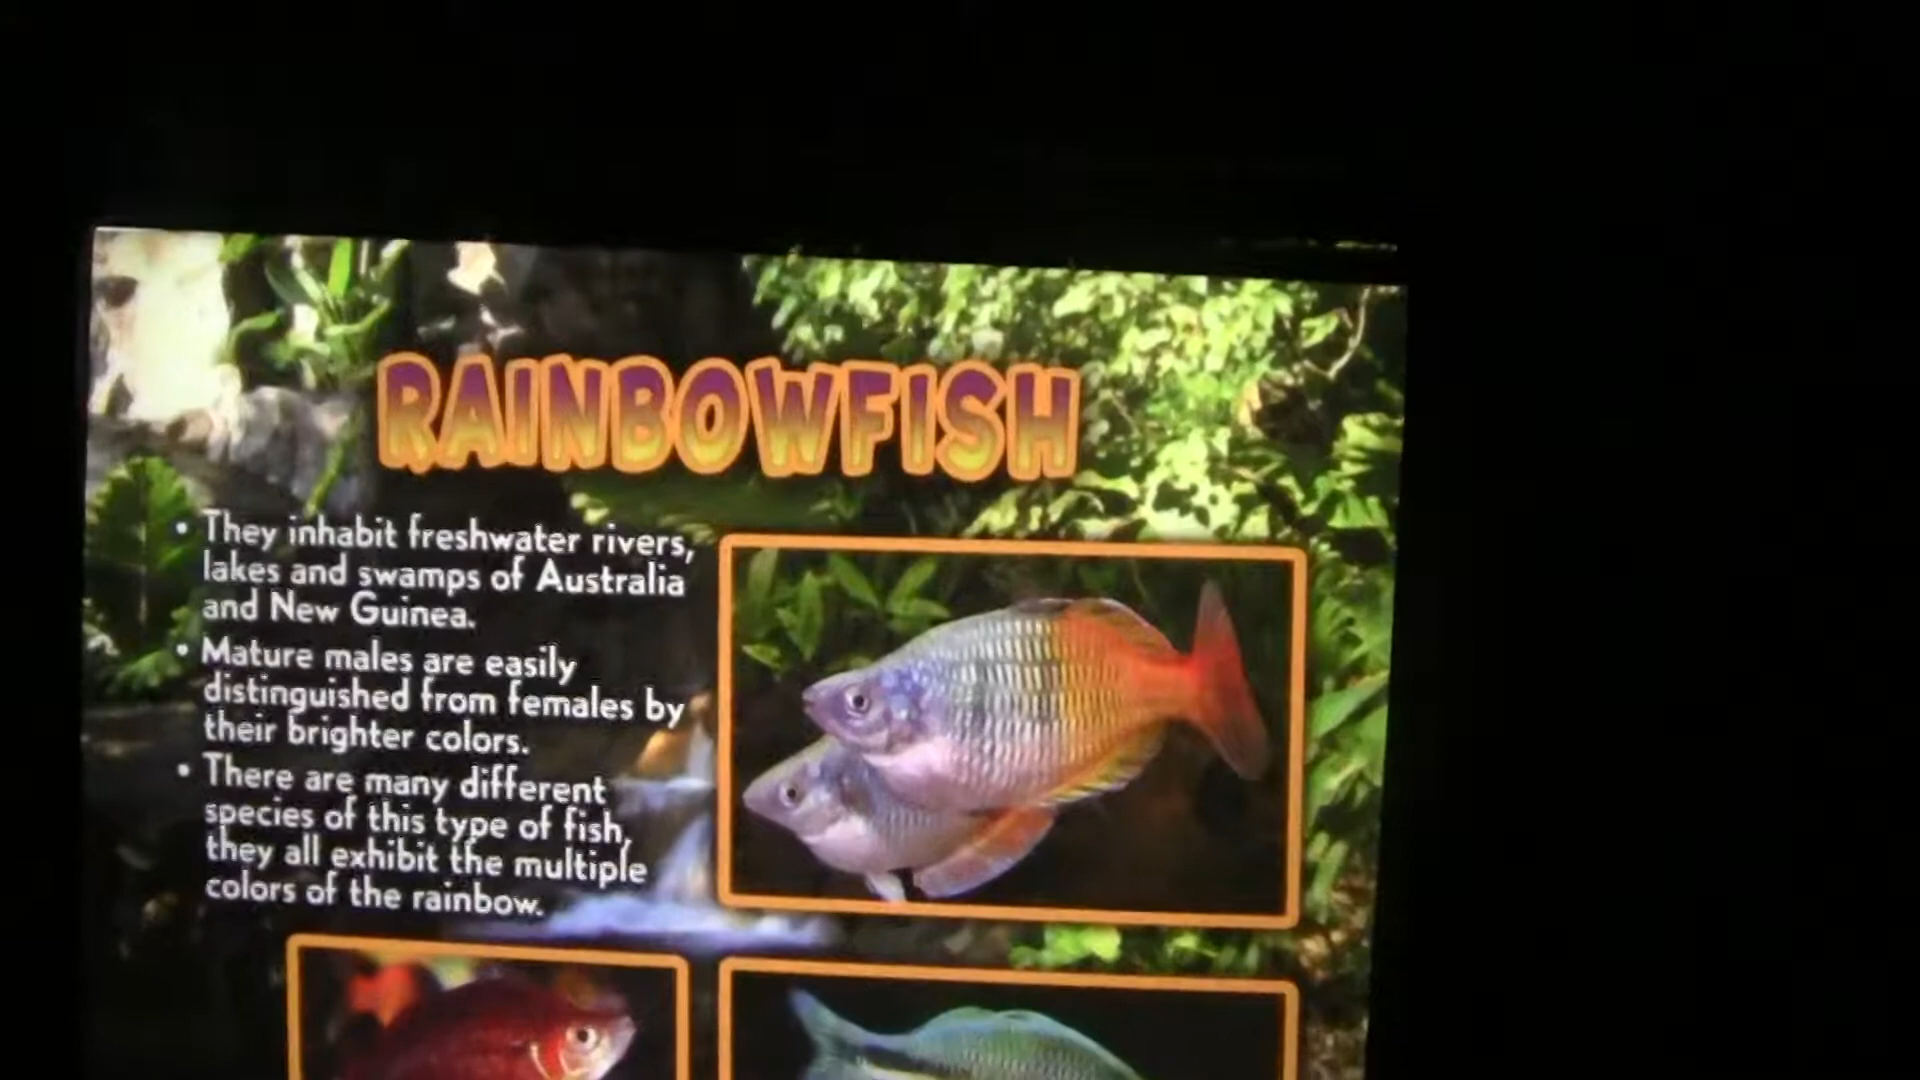 RAINBOWFISH
• They inhabit freshwater rivers,
lakes and swamps of Australia
and New Guinea.
• Mature males are easily
distinguished from females by
their brighter colors.
• There are many different
species of this type of fish,
they all exhibit the multiple
colors of the rainbow.